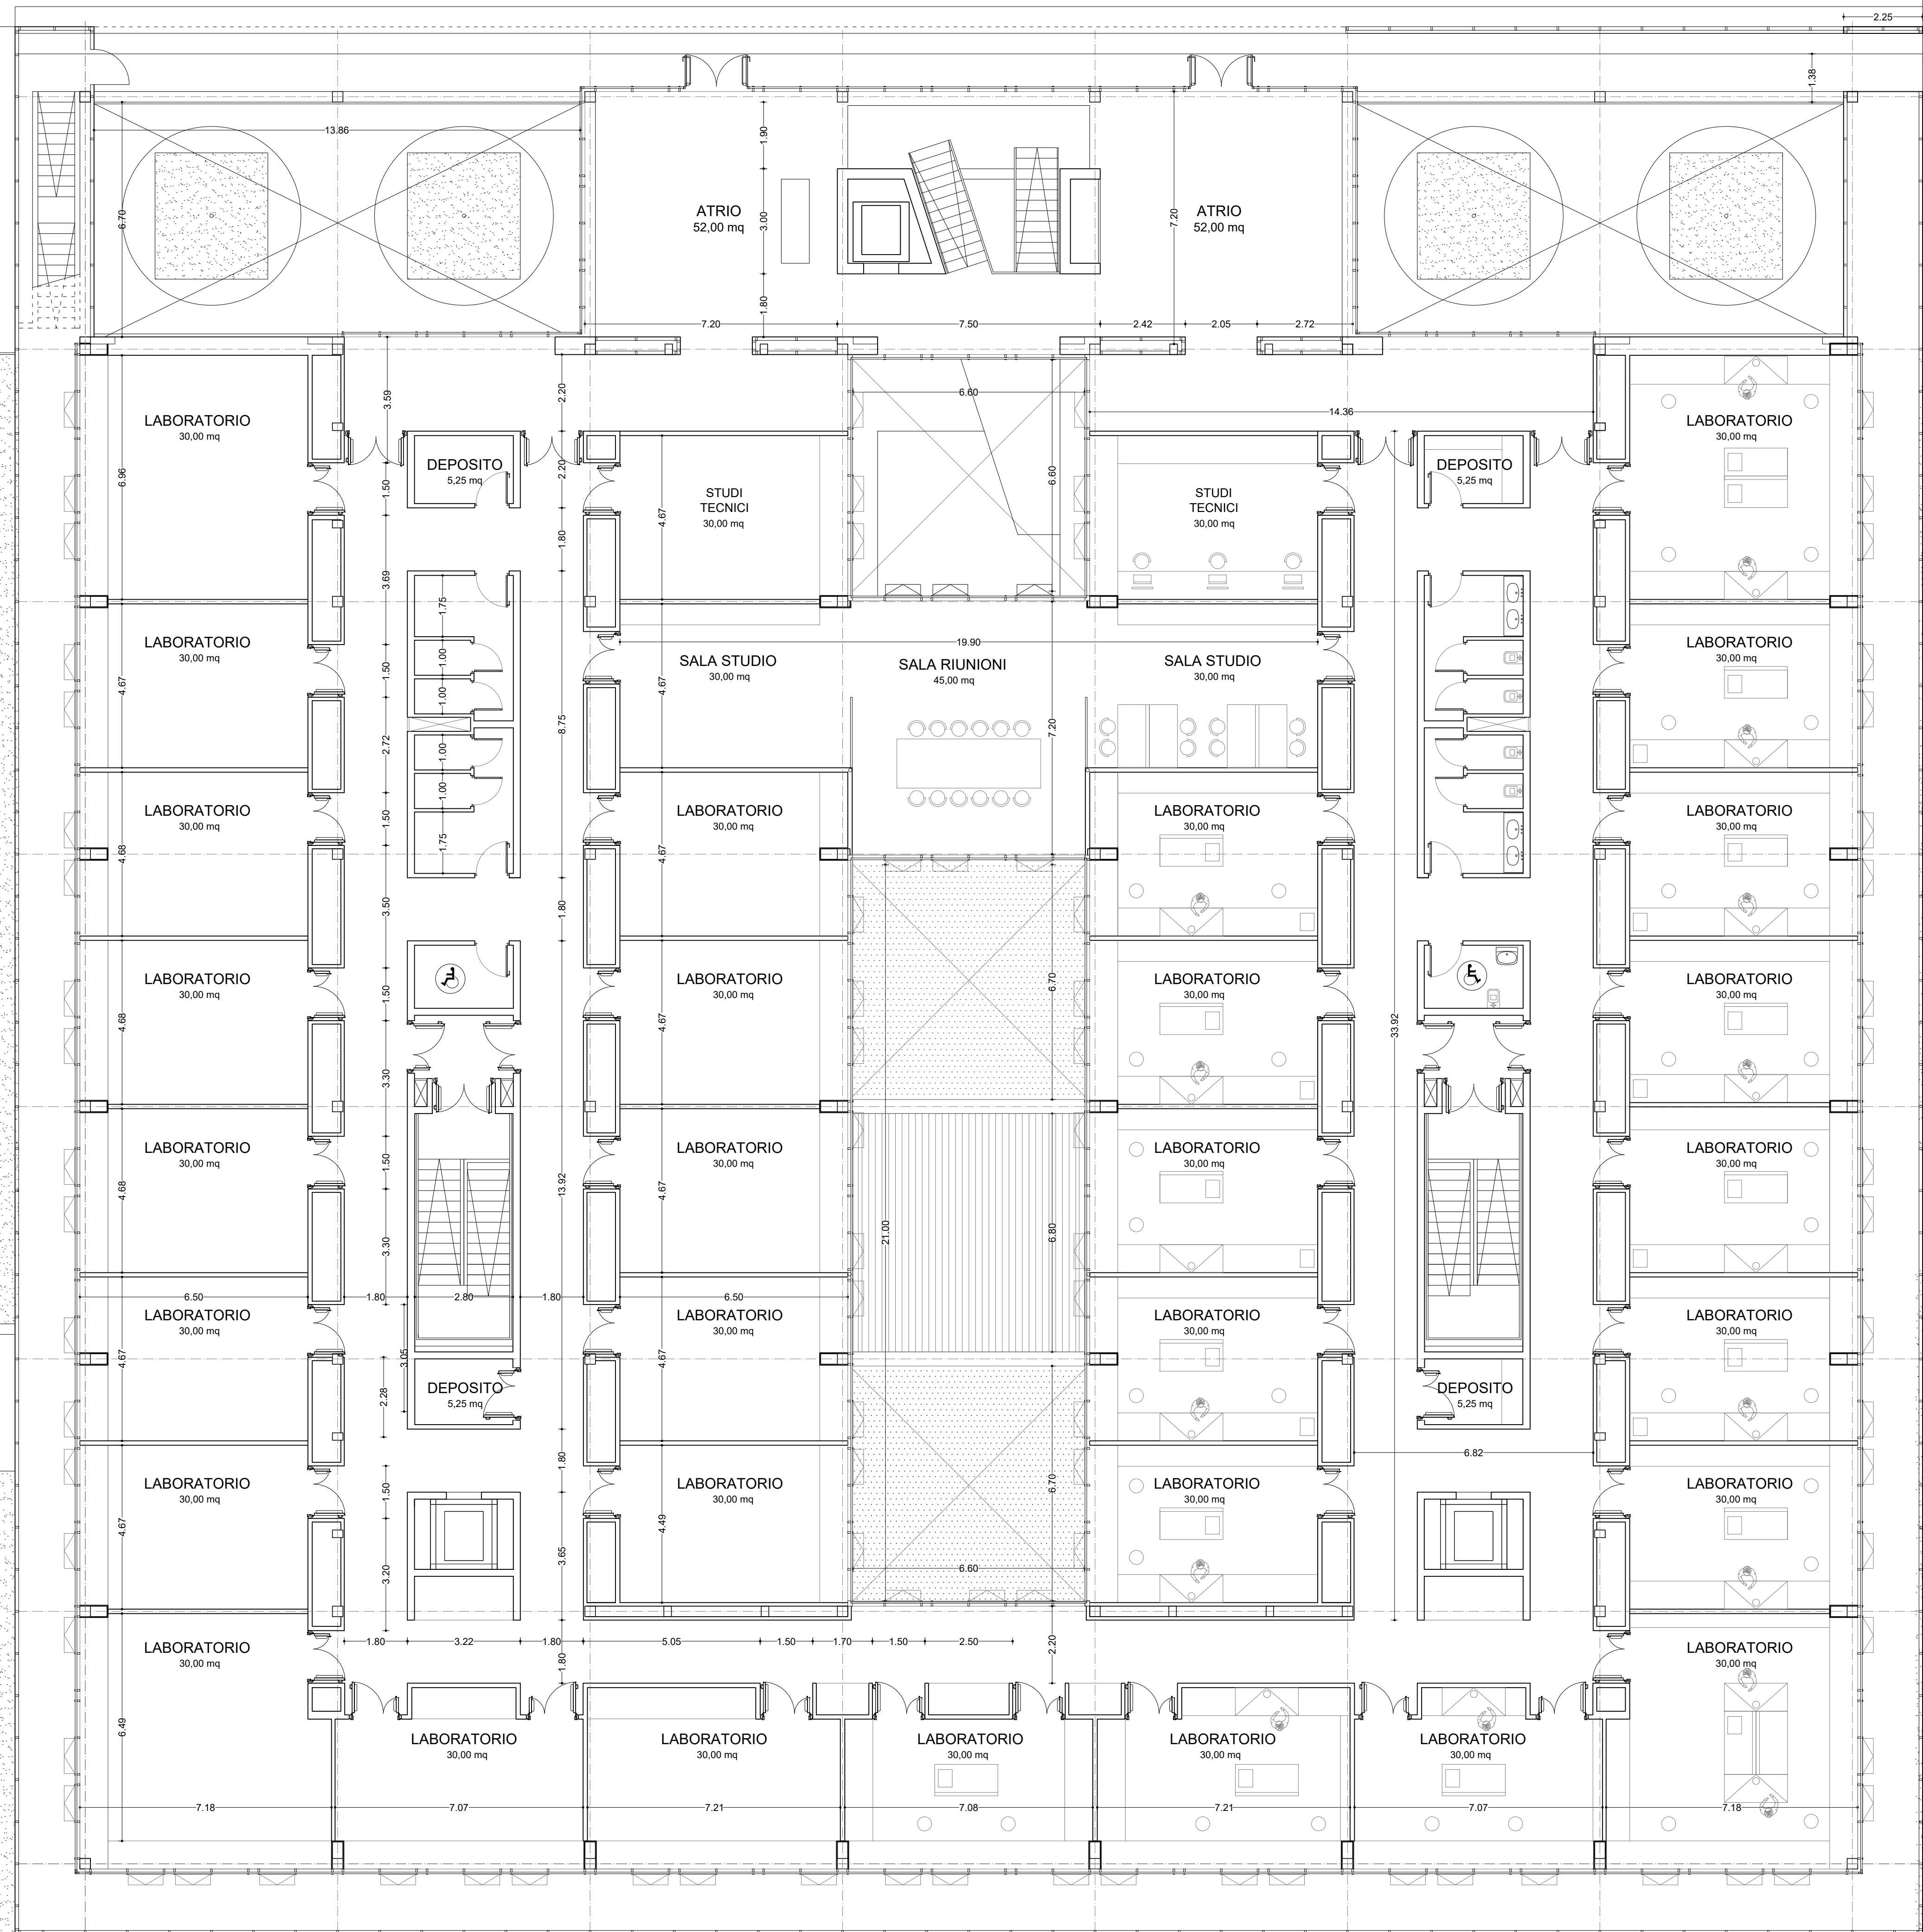 2.25
1.38
13.86
1.90
6.70
ATRIO
52,00 mq
3.00
7.20
ATRIO
52,00 mq
1.80
7.20
7.50
2.42
2.05
2.72
3.59
2.20
6.60
14.36
LABORATORIO
30,00 mq
LABORATORIO
30,00 mq
6.96
DEPOSITO
5,25 mq
2.20
1.50
STUDI
TECNICI
30,00 mq
4.67
6.60
STUDI
TECNICI
30,00 mq
DEPOSITO
5,25 mq
1.80
3.69
1.75
LABORATORIO
30,00 mq
4.67
1.50
1.00
1.00
19.90
SALA STUDIO
30,00 mq
4.67
SALA RIUNIONI
45,00 mq
SALA STUDIO
30,00 mq
LABORATORIO
30,00 mq
2.72
1.00
8.75
7.20
1.00
1.50
1.75
LABORATORIO
30,00 mq
4.68
LABORATORIO
30,00 mq
4.67
LABORATORIO
30,00 mq
LABORATORIO
30,00 mq
3.50
1.80
LABORATORIO
30,00 mq
4.68
1.50
LABORATORIO
30,00 mq
4.67
6.70
LABORATORIO
30,00 mq
33.92
LABORATORIO
30,00 mq
3.30
LABORATORIO
30,00 mq
4.68
1.50
13.92
LABORATORIO
30,00 mq
4.67
LABORATORIO
30,00 mq
LABORATORIO
30,00 mq
3.30
21.00
6.80
6.50
1.80
2.80
1.80
6.50
LABORATORIO
30,00 mq
4.67
3.05
LABORATORIO
30,00 mq
4.67
LABORATORIO
30,00 mq
LABORATORIO
30,00 mq
2.28
DEPOSITO
5,25 mq
DEPOSITO
5,25 mq
1.80
6.82
LABORATORIO
30,00 mq
4.67
1.50
LABORATORIO
30,00 mq
4.49
6.70
LABORATORIO
30,00 mq
LABORATORIO
30,00 mq
3.20
3.65
6.60
LABORATORIO
30,00 mq
1.80
3.22
1.80
5.05
1.50
1.70
1.50
2.50
2.20
1.80
LABORATORIO
30,00 mq
6.49
LABORATORIO
30,00 mq
LABORATORIO
30,00 mq
LABORATORIO
30,00 mq
LABORATORIO
30,00 mq
LABORATORIO
30,00 mq
7.18
7.07
7.21
7.08
7.21
7.07
7.18